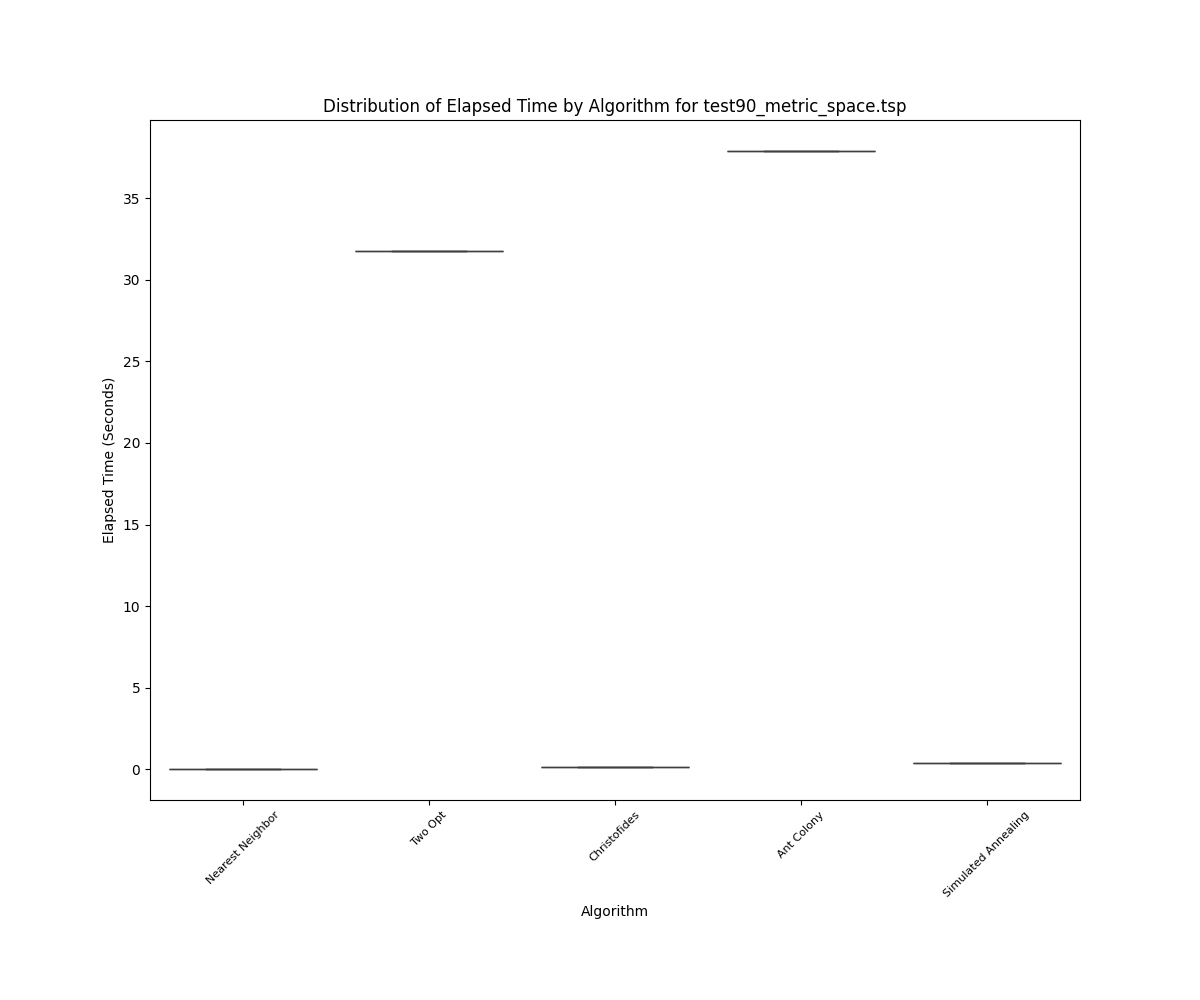 Distribution of Elapsed Time by Algorithm for test90_metric_space.tsp
Elapsed Time (Seconds)
35
30
25
20
15
10
5
0
Nearest Neighbor
Two Opt
Christofides
Ant Colony
Simulated Annealing
Algorithm